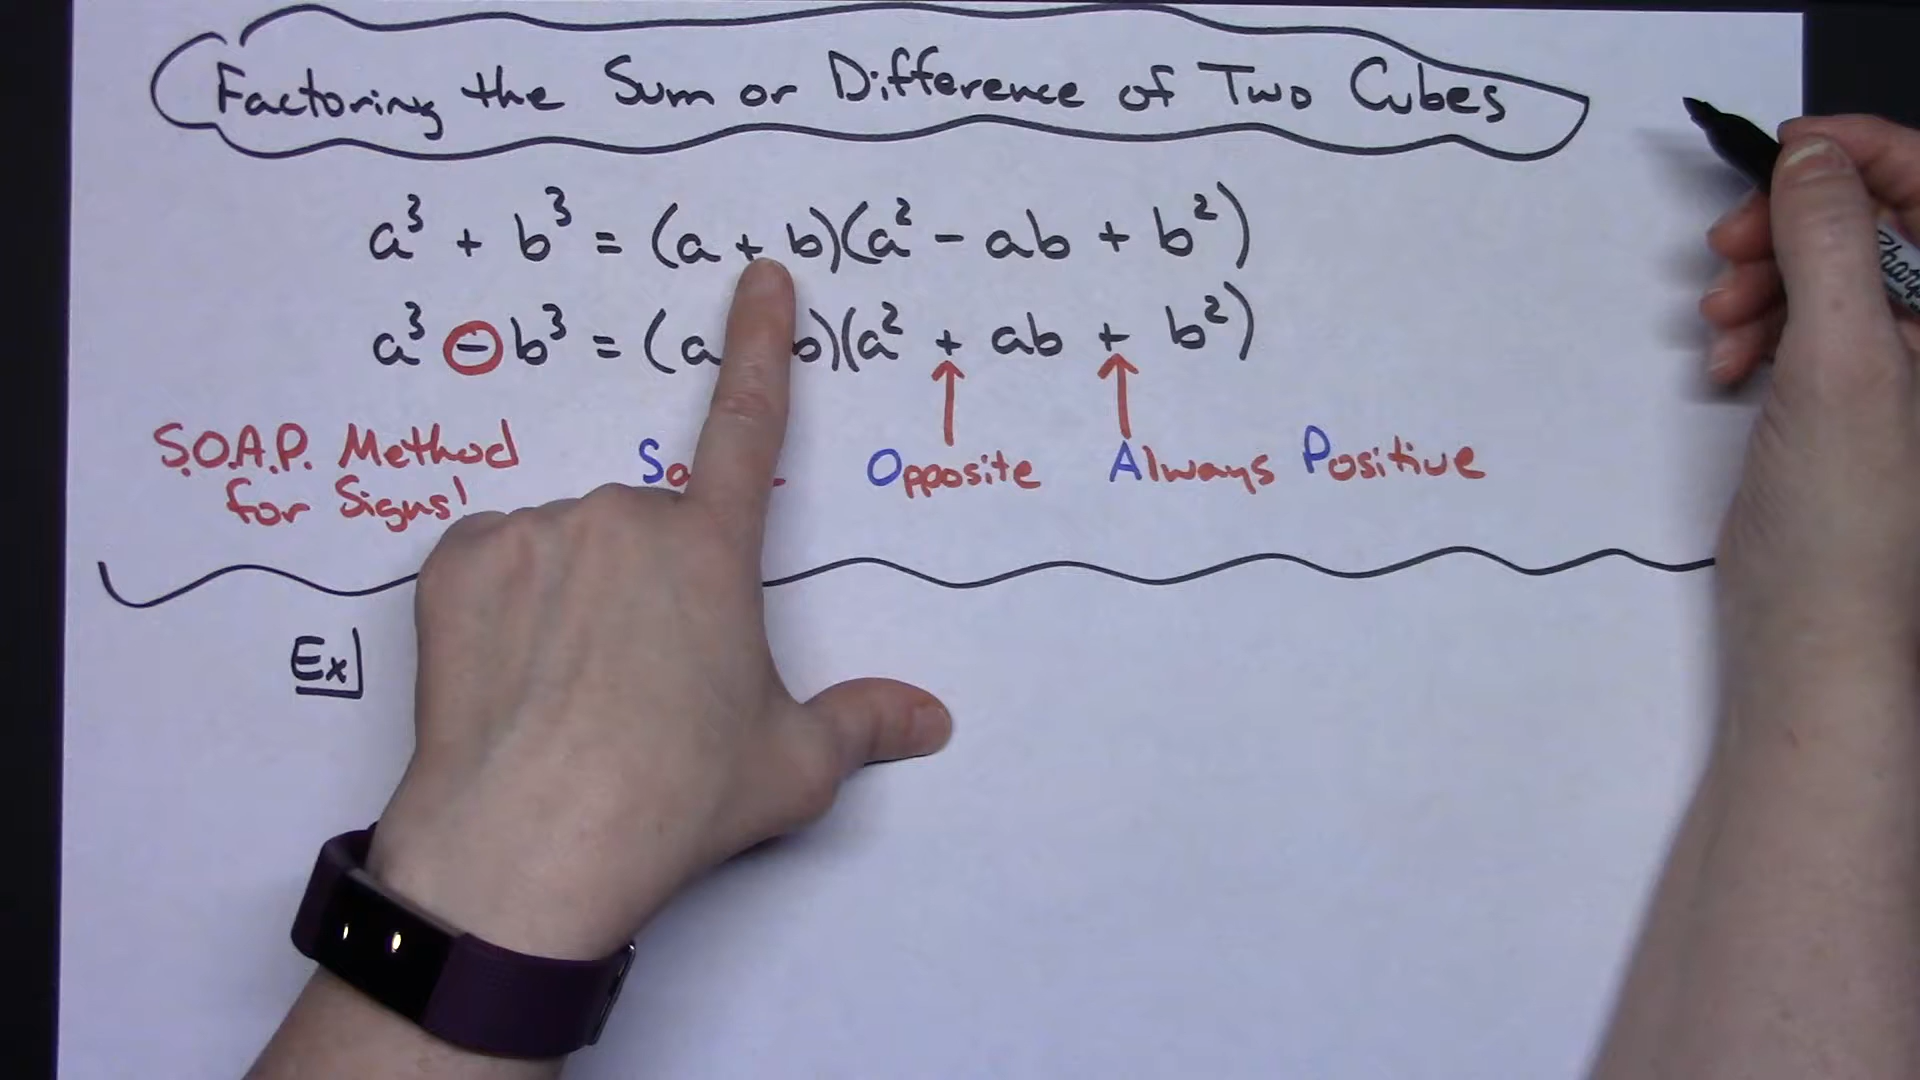 Factoring the Sum or Difference of Two Cubes
a³ + b³ = (a + b)(a² - ab + b²)
a³ - b³ = (a b)(a² + ab + b²)
S.O.A.P. Method Opposite Always Positive
for Signs!
Ex